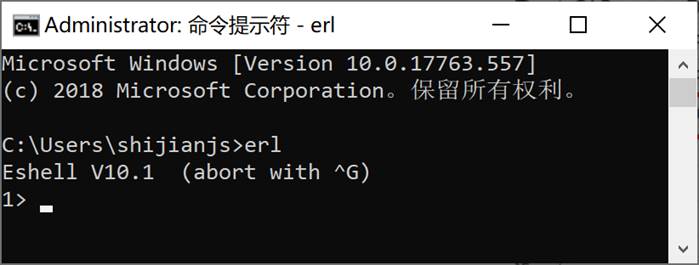 Administrator: 命令提示符 - erl
Microsoft Windows [Version 10.0.17763.557]
(c) 2018 Microsoft Corporation。保留所有权利。
C:\Users\shijianjs>erl
Eshell V10.1  (abort with ^G)
1>